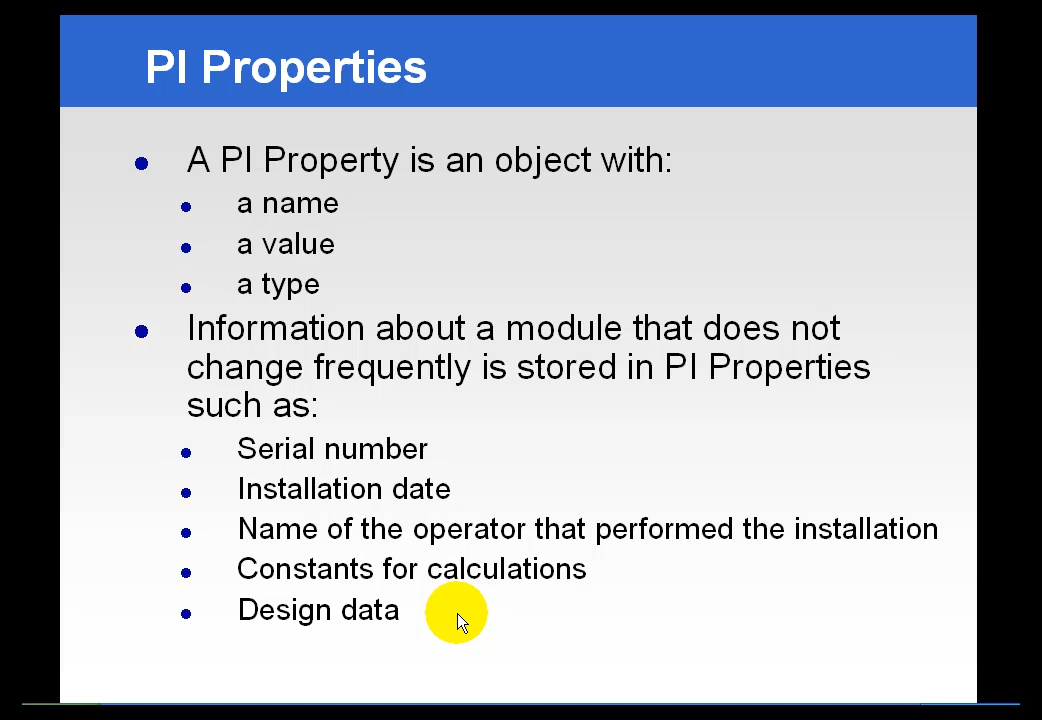 PI Properties
A PI Property is an object with:
a name
a value
a type
Information about a module that does not
change frequently is stored in PI Properties
such as:
Serial number
Installation date
Name of the operator that performed the installation
Constants for calculations
Design data